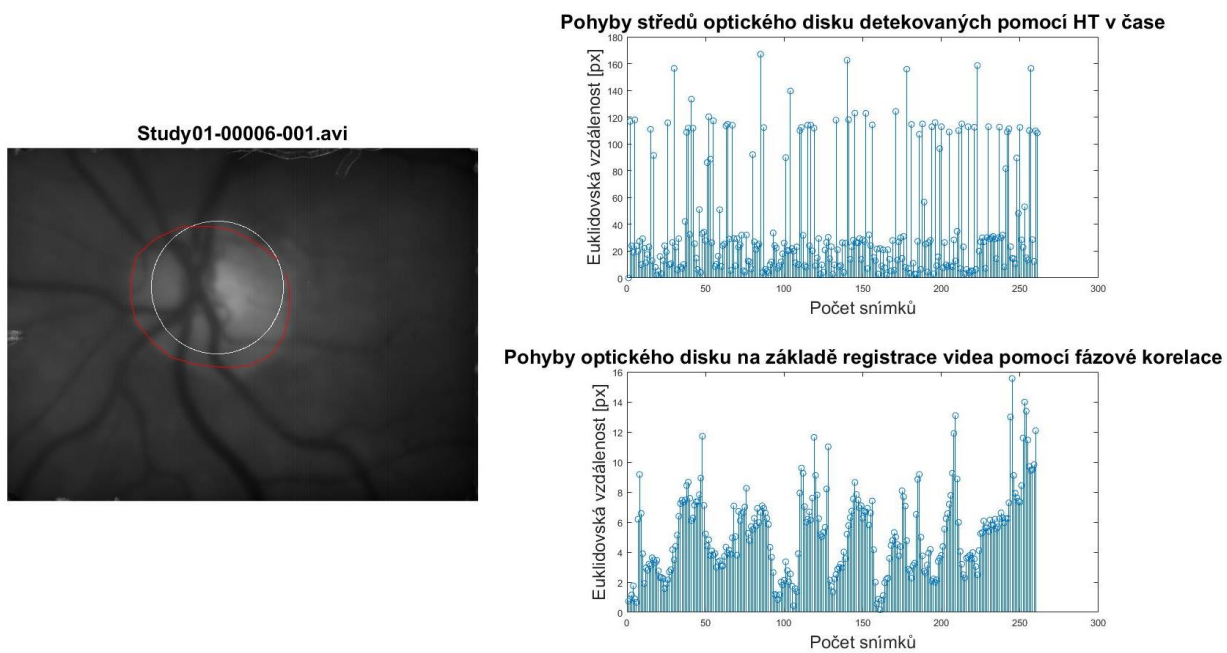 Study01-00006-001.avi
Pohyby středů optického disku detekovaných pomocí HT v čase
Euklidovská vzdálenost [px]
180
160
140
120
100
80
60
40
20
0
0 50 100 150 200 250 300
Počet snímků
Pohyby optického disku na základě registrace videa pomocí fázové korelace
Euklidovská vzdálenost [px]
16
14
12
10
8
6
4
2
0
0 50 100 150 200 250 300
Počet snímků